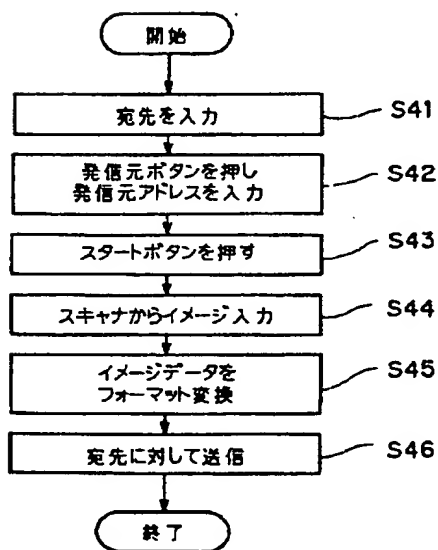 開始
宛先を入力
S41
発信元ボタンを押し
発信元アドレスを入力
S42
スタートボタンを押す
S43
スキャナからイメージ入力
S44
イメージデータを
フォーマット変換
S45
宛先に対して送信
S46
終了